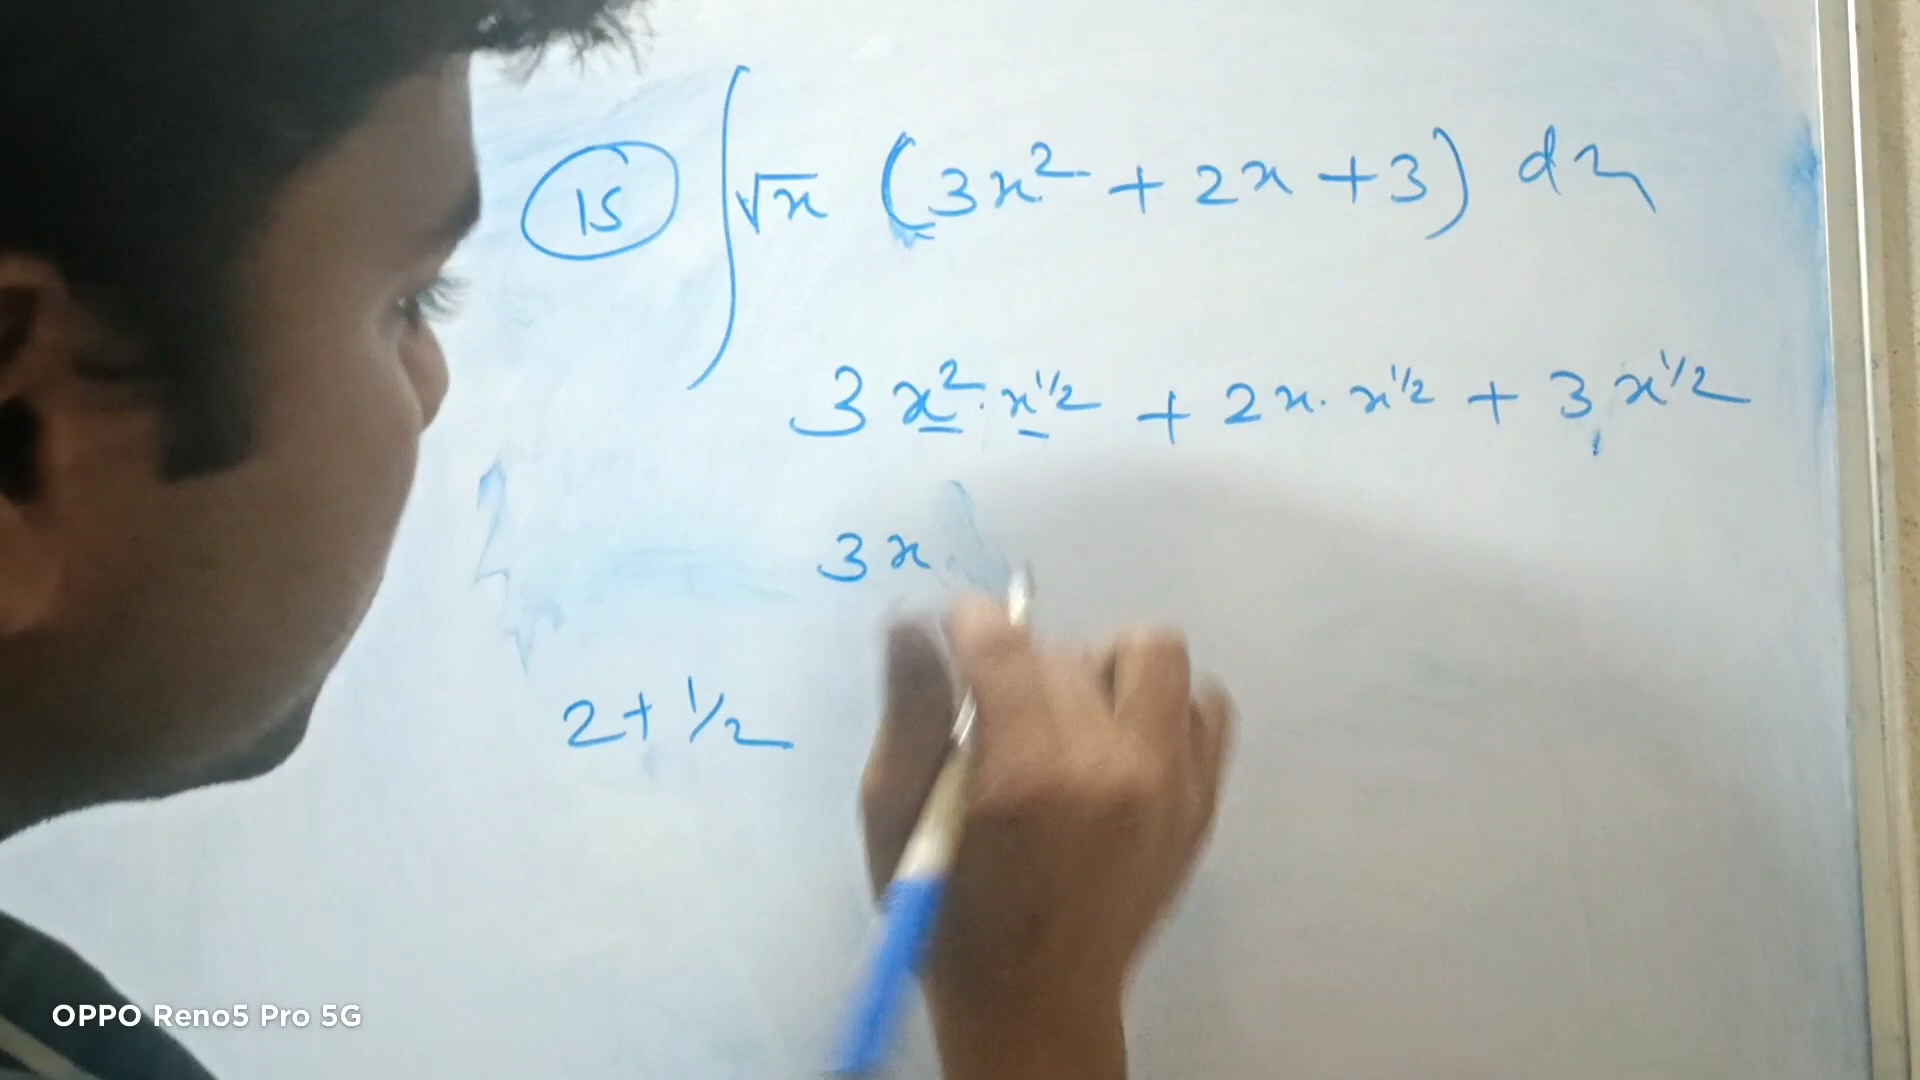 (15) ∫√x (3x² + 2x + 3) dx
3x² · x^1/2 + 2x · x^1/2 + 3 x^1/2
3x
2 + 1/2
OPPO Reno5 Pro 5G